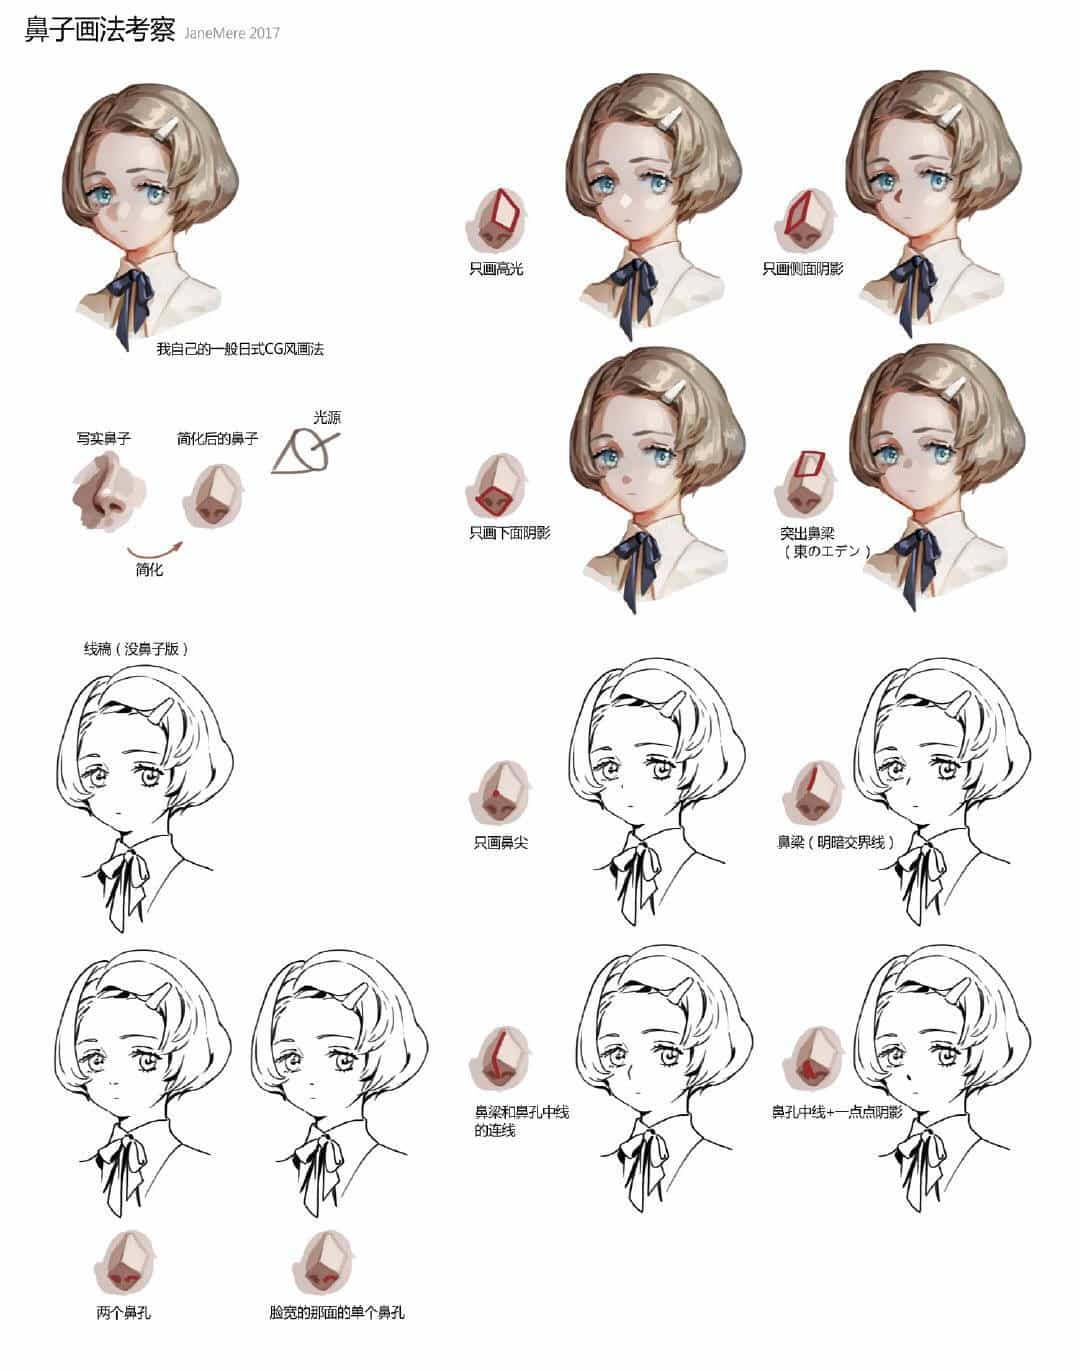 鼻子画法考察 JaneMere 2017
我自己的一般日式CG风画法
只画高光
只画侧面阴影
写实鼻子
简化后的鼻子
光源
简化
只画下面阴影
突出鼻梁
（東のエデン）
线稿（没鼻子版）
只画鼻尖
鼻梁（明暗交界线）
鼻梁和鼻孔中线
的连线
鼻孔中线+一点点阴影
两个鼻孔
脸宽的那面的单个鼻孔